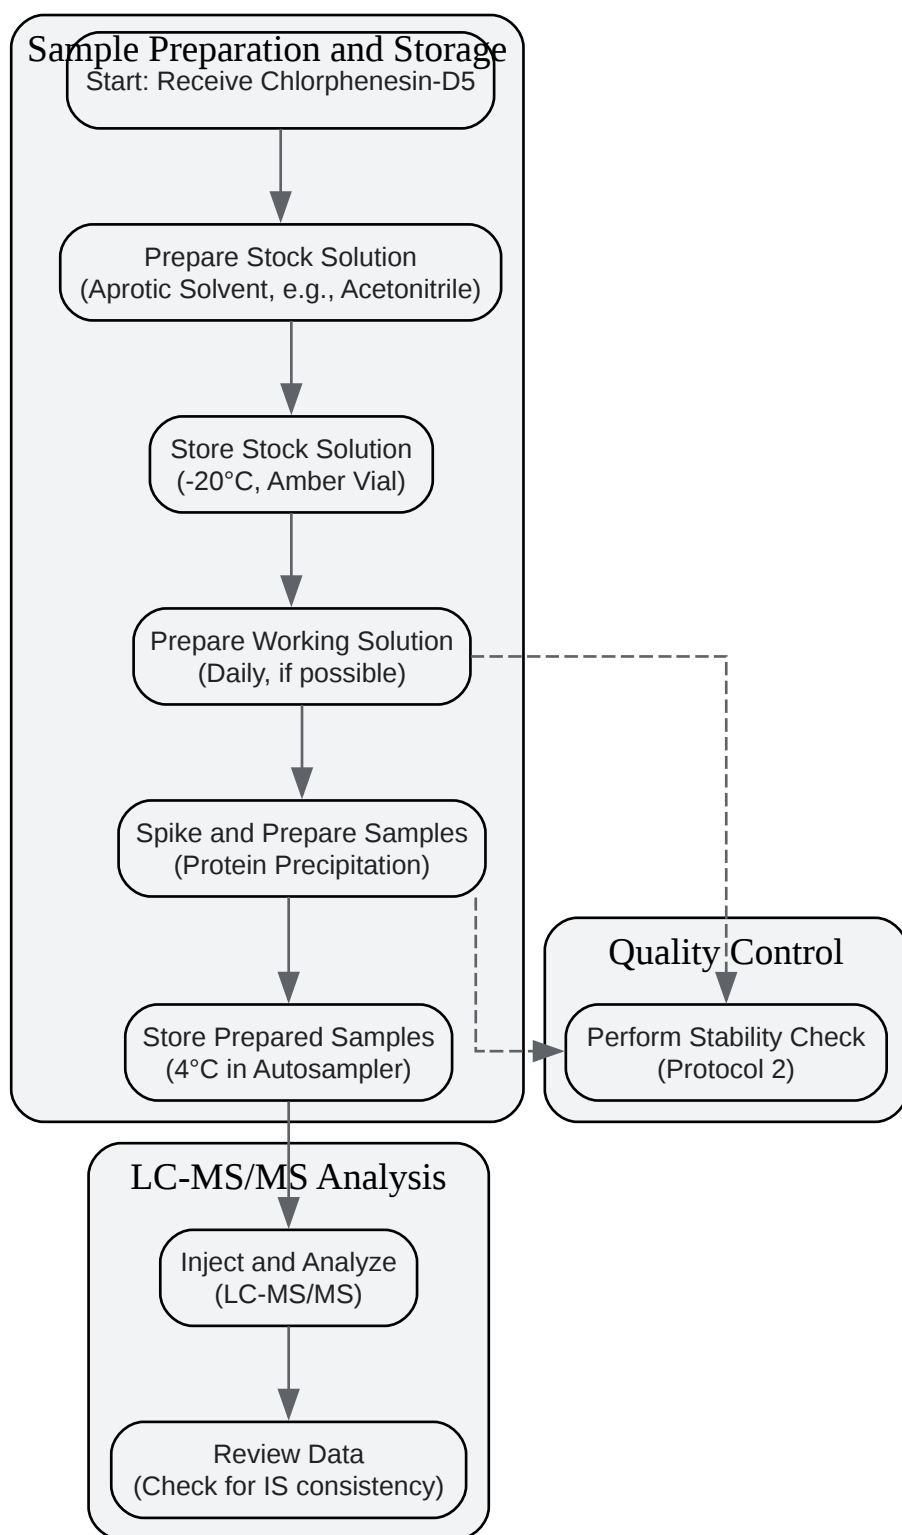 Sample Preparation and Storage
Start: Receive Chlorphenesin-D5
Prepare Stock Solution
(Aprotic Solvent, e.g., Acetonitrile)
Store Stock Solution
(-20°C, Amber Vial)
Prepare Working Solution
(Daily, if possible)
Spike and Prepare Samples
(Protein Precipitation)
Store Prepared Samples
(4°C in Autosampler)
Quality Control
Perform Stability Check
(Protocol 2)
LC-MS/MS Analysis
Inject and Analyze
(LC-MS/MS)
Review Data
(Check for IS consistency)